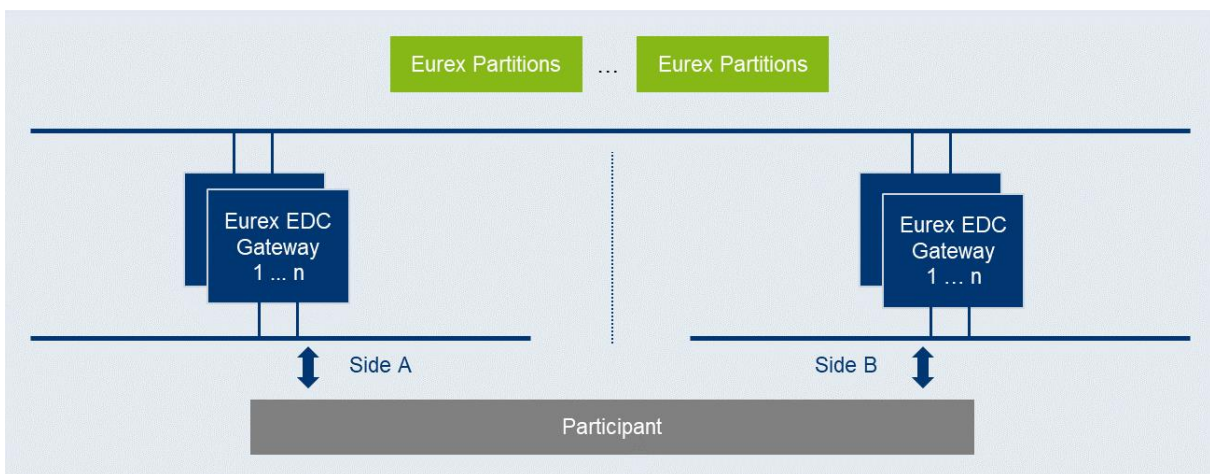 Eurex Partitions … Eurex Partitions
Eurex EDC
Gateway
1 ... n
Eurex EDC
Gateway
1 … n
Side A
Side B
Participant